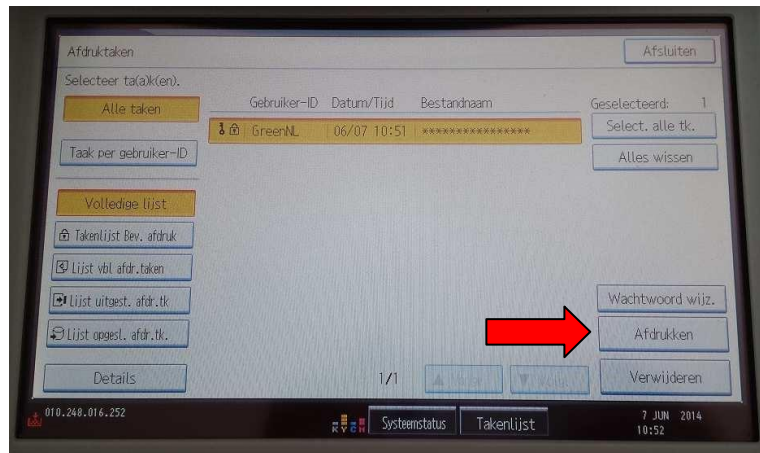 Afdruktaken
Afsluiten
Selecteer ta(a)k(en).
Alle taken
Gebruiker-ID Datum/Tijd Bestandnaam
Geselecteerd: 1
GreenNL 06/07 10:51 ***************
Select. alle tk.
Taak per gebruiker-ID
Alles wissen
Volledige lijst
Takenlijst Bev. afdruk
Lijst vbl afdr.taken
Lijst uitgest. afdr.tk
Wachtwoord wijz.
Lijst opgesl. afdr.tk.
Afdrukken
Details
1/1
Verwijderen
010.248.016.252
K Y C M
Systeemstatus
Takenlijst
7 JUN 2014
10:52